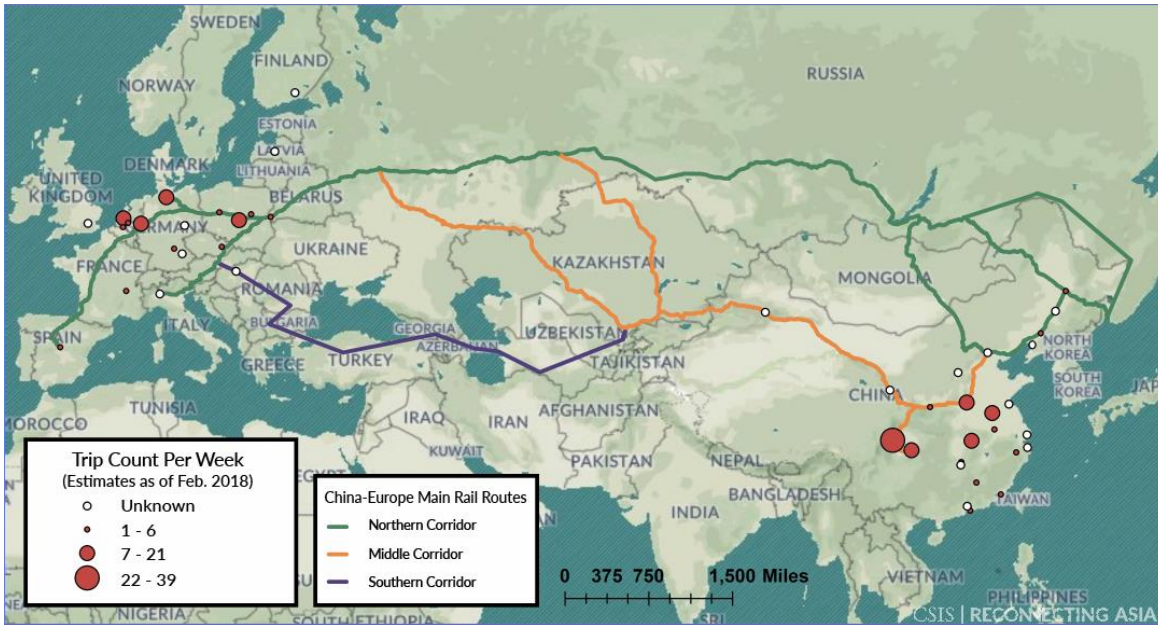 SWEDEN
FINLAND
NORWAY
RUSSIA
ESTONIA
LATVIA
DENMARK
LITHUANIA
UNITED
KINGDOM
BELARUS
GERMANY
UKRAINE
KAZAKHSTAN
FRANCE
MONGOLIA
ROMANIA
ITALY
SPAIN
BULGARIA
GEORGIA
UZBEKISTAN
AZERBAIJAN
NORTH
KOREA
GREECE
TURKEY
TAJIKISTAN
SOUTH
KOREA
CHINA
TUNISIA
MOROCCO
IRAQ
IRAN
AFGHANISTAN
KUWAIT
PAKISTAN
NEPAL
BANGLADESH
TAIWAN
INDIA
VIETNAM
PHILIPPINES
NIGERIA
ETHIOPIA
Trip Count Per Week
(Estimates as of Feb. 2018)
Unknown
1 - 6
7 - 21
22 - 39
China-Europe Main Rail Routes
Northern Corridor
Middle Corridor
Southern Corridor
0 375 750 1,500 Miles
CSIS | RECONNECTING ASIA